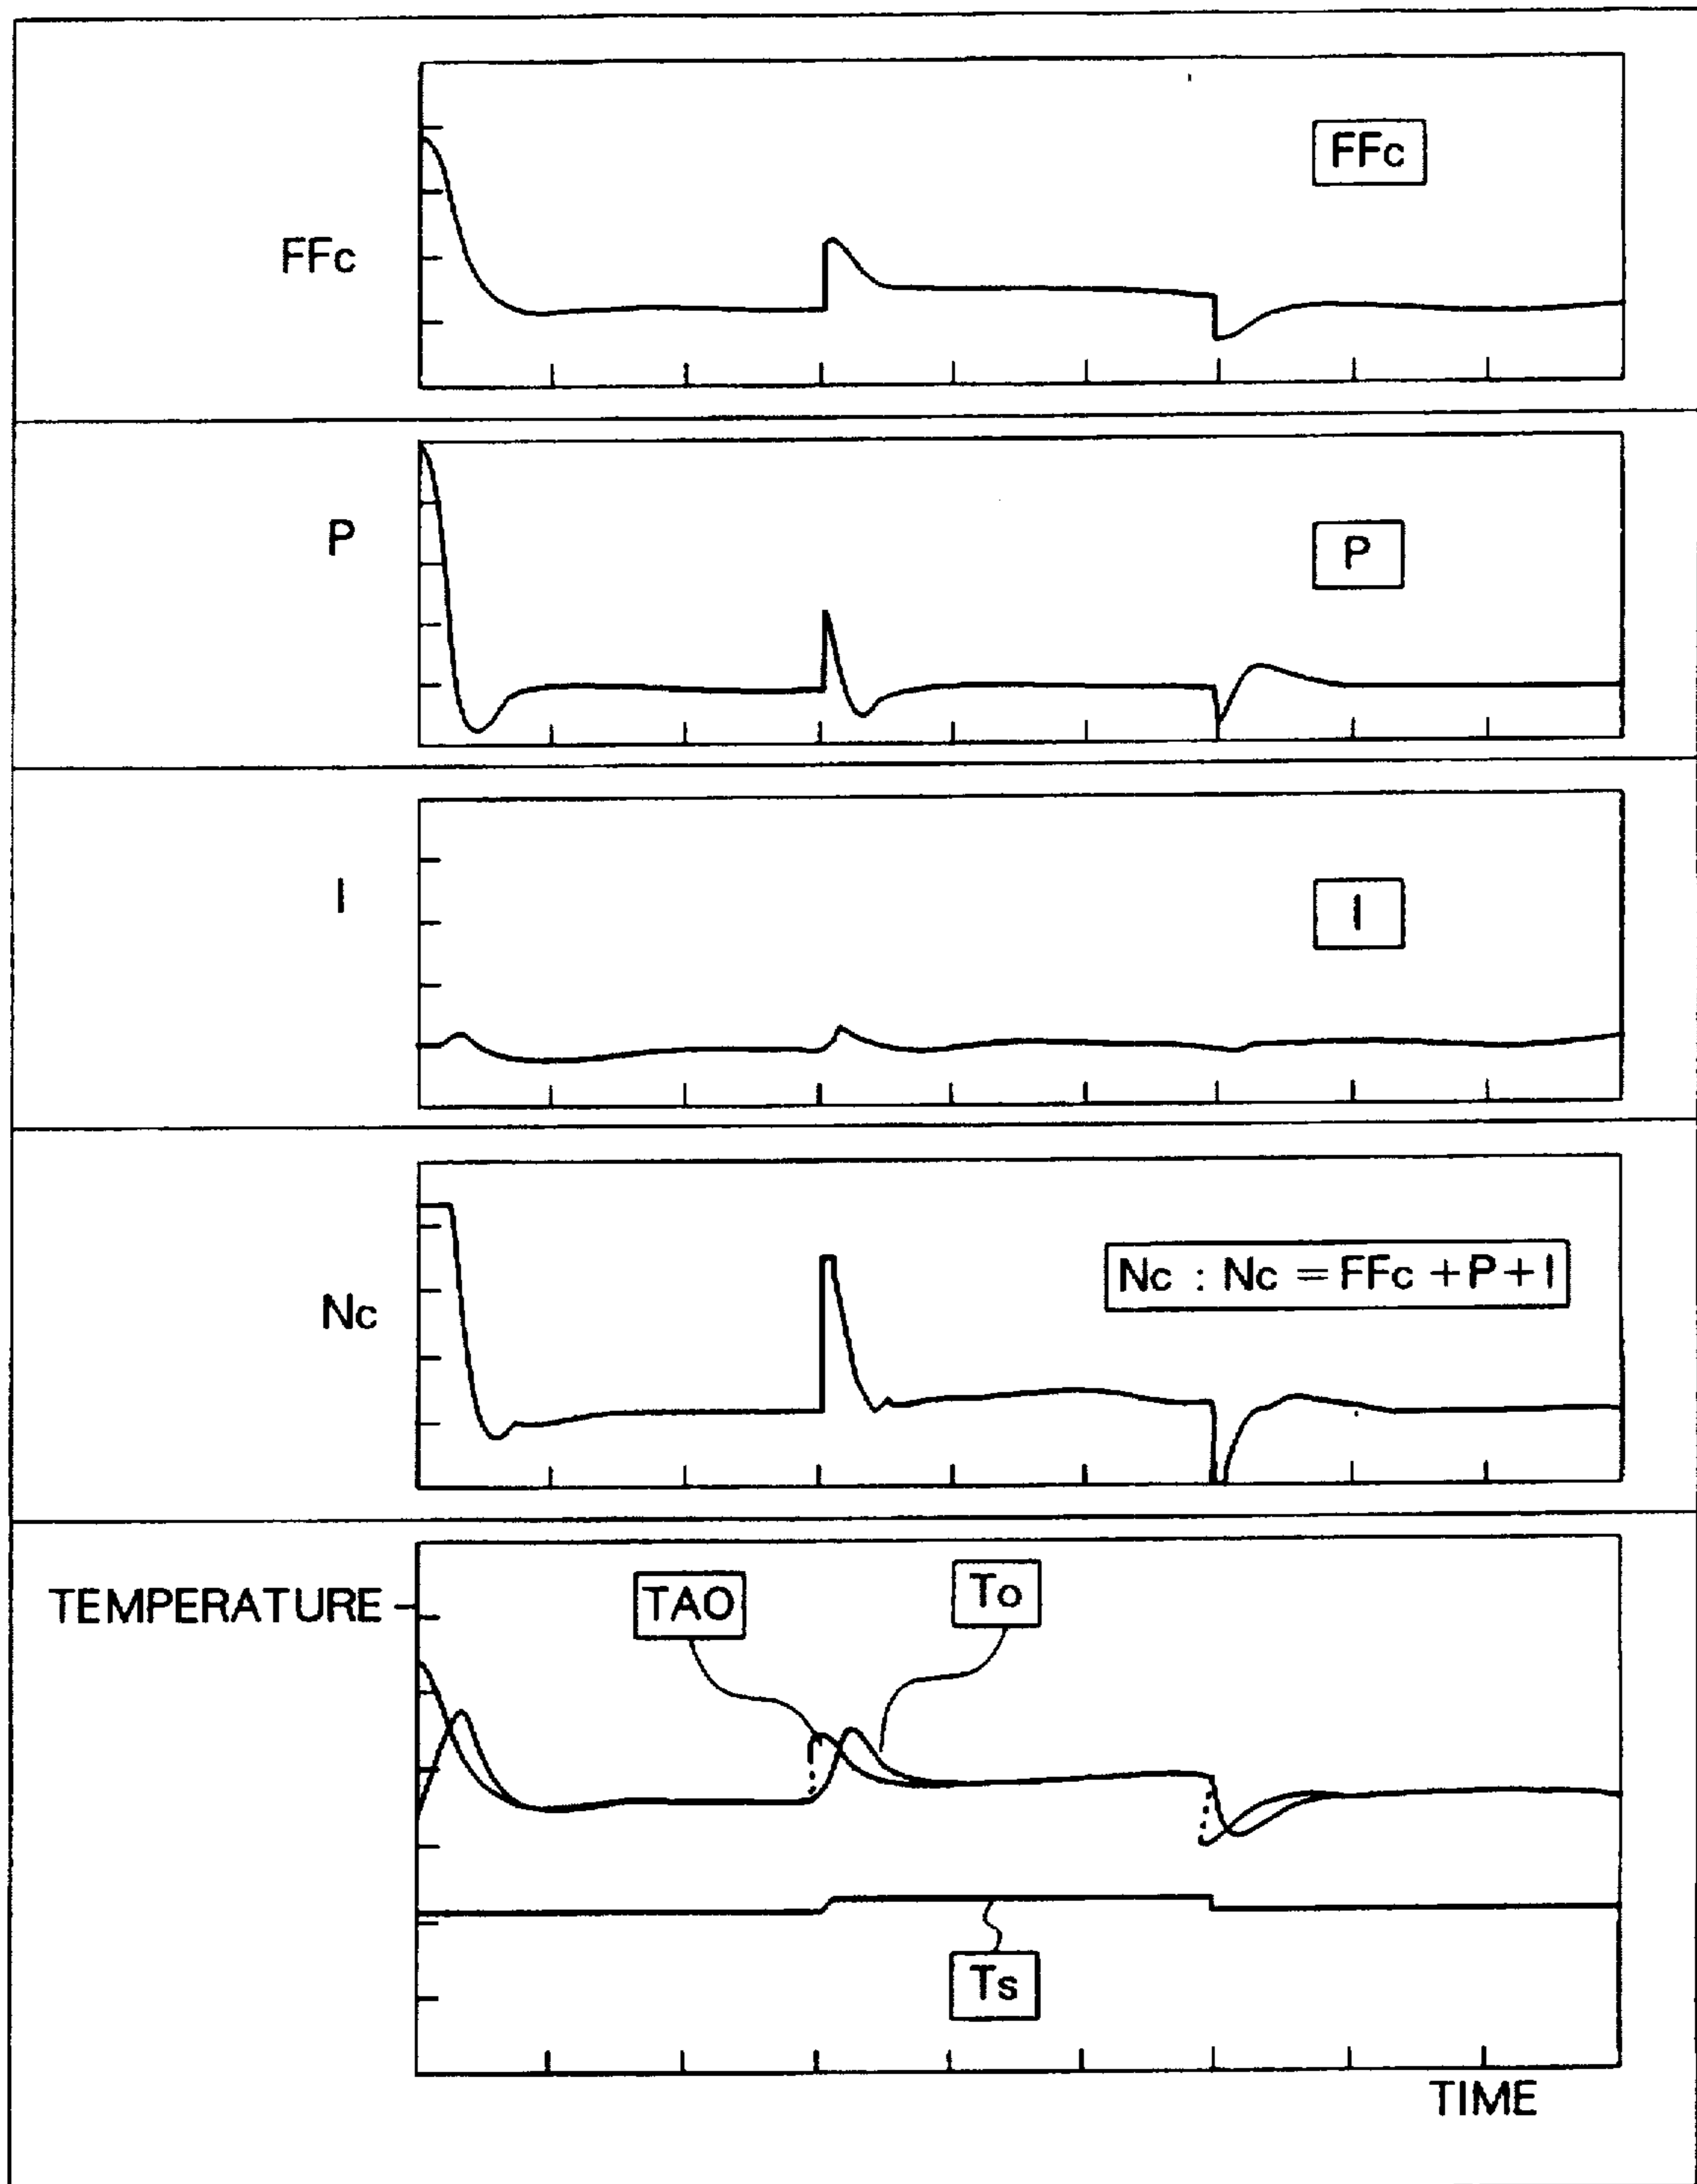 FFc
FFc
P
P
I
I
Nc : Nc = FFc + P + I
Nc
TEMPERATURE
TAO
To
Ts
TIME